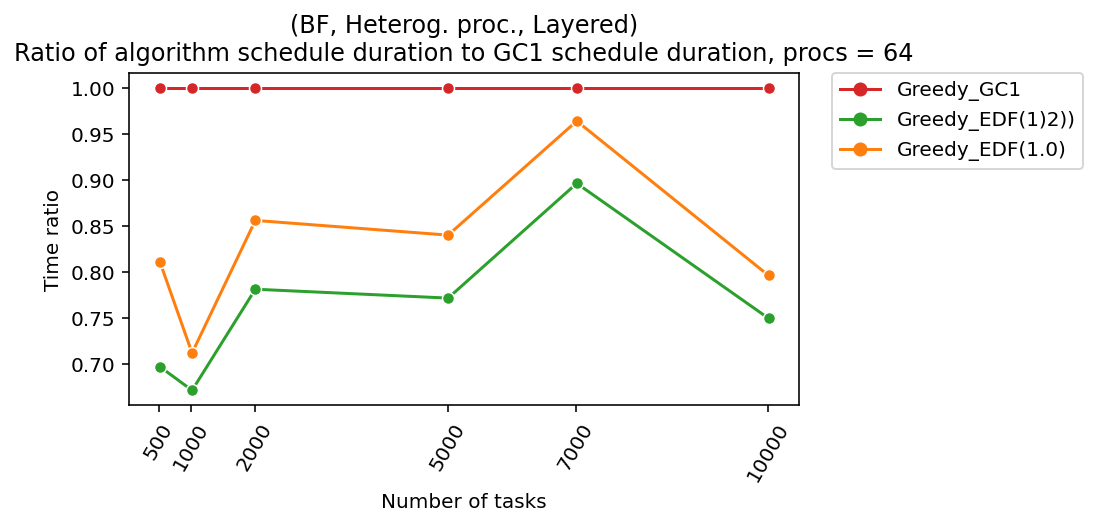 (BF, Heterog. proc., Layered)
Ratio of algorithm schedule duration to GC1 schedule duration, procs = 64
1.00
0.95
0.90
0.85
0.80
0.75
0.70
Time ratio
500
1000
2000
5000
7000
10000
Number of tasks
Greedy_GC1
Greedy_EDF(1)2))
Greedy_EDF(1.0)